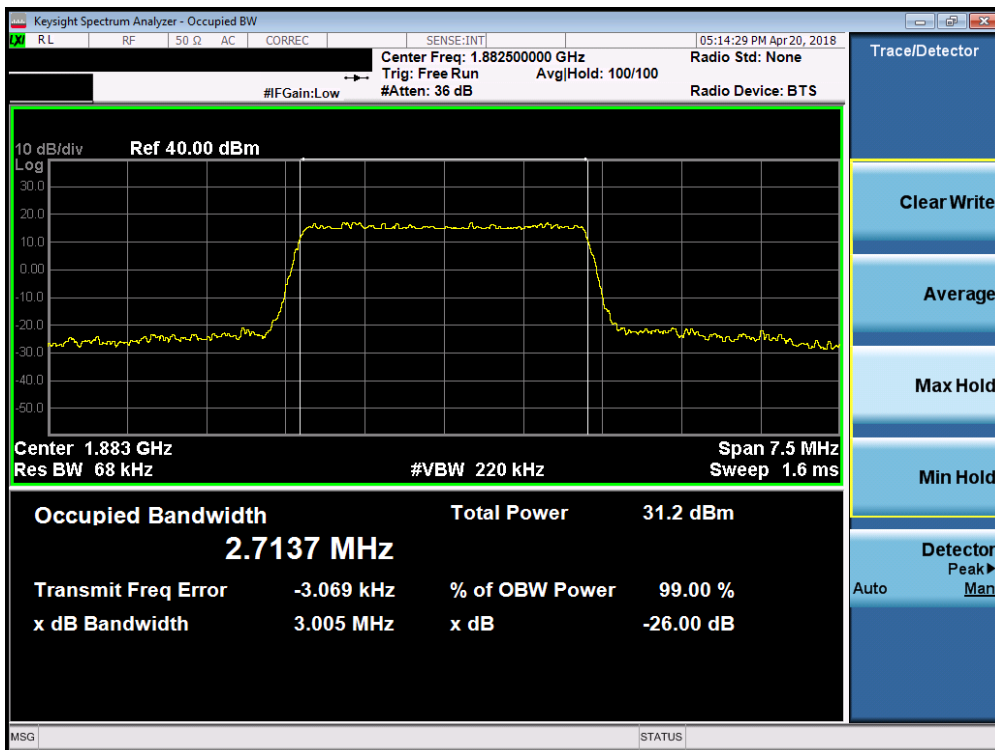 Keysight Spectrum Analyzer - Occupied BW
LXI RL RF 50 Ω AC CORREC SENSE:INT 05:14:29 PM Apr 20, 2018
Center Freq: 1.882500000 GHz Radio Std: None
Trig: Free Run Avg|Hold: 100/100
#IFGain:Low #Atten: 36 dB Radio Device: BTS
10 dB/div Ref 40.00 dBm
Log
30.0
20.0
10.0
0.00
-10.0
-20.0
-30.0
-40.0
-50.0
Center 1.883 GHz Span 7.5 MHz
Res BW 68 kHz #VBW 220 kHz Sweep 1.6 ms
Occupied Bandwidth Total Power 31.2 dBm
2.7137 MHz
Transmit Freq Error -3.069 kHz % of OBW Power 99.00 %
x dB Bandwidth 3.005 MHz x dB -26.00 dB
MSG STATUS
Trace/Detector
Clear Write
Average
Max Hold
Min Hold
Detector
Peak▶
Auto Man